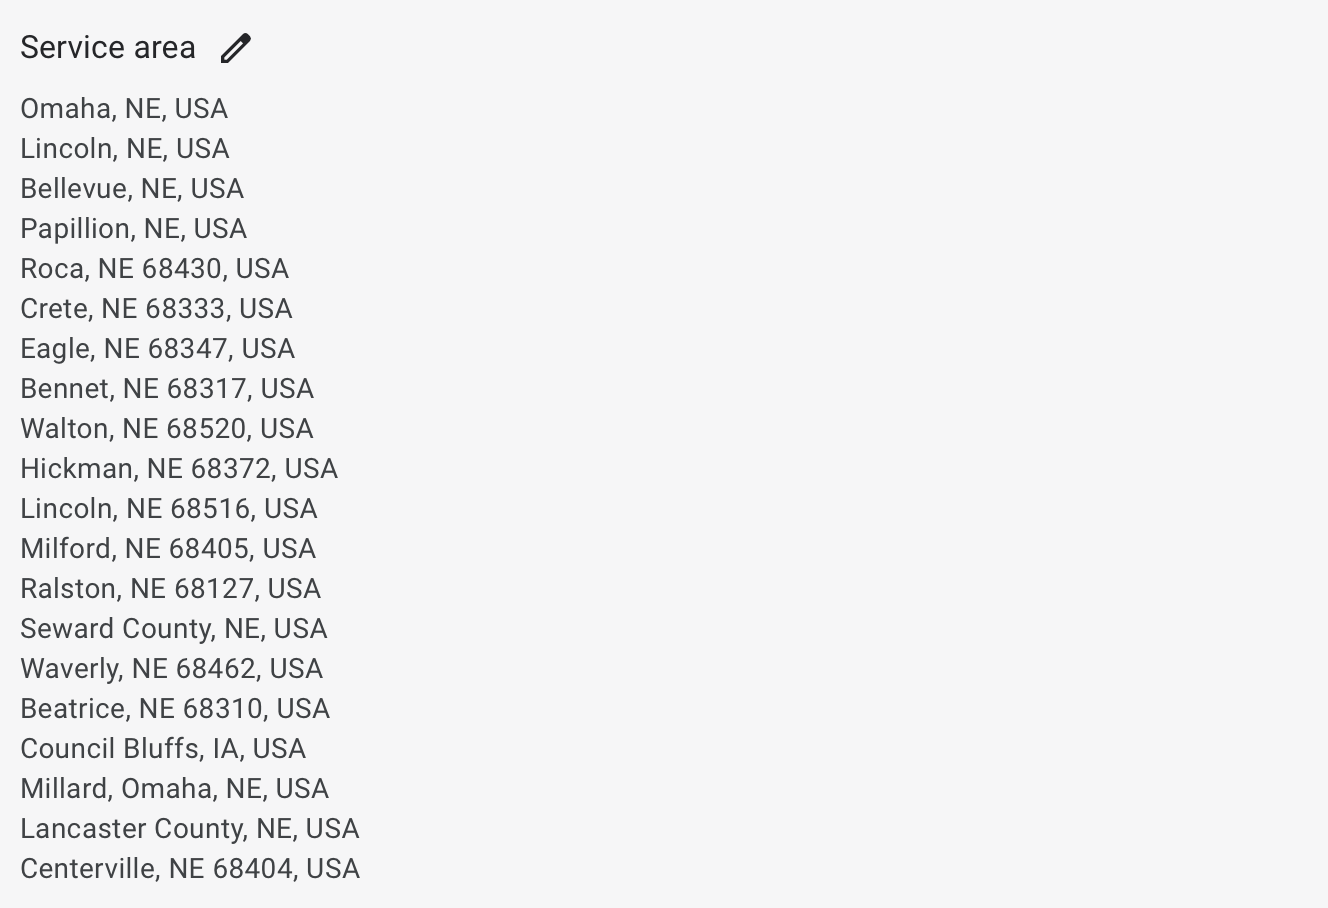 Service area
Omaha, NE, USA
Lincoln, NE, USA
Bellevue, NE, USA
Papillion, NE, USA
Roca, NE 68430, USA
Crete, NE 68333, USA
Eagle, NE 68347, USA
Bennet, NE 68317, USA
Walton, NE 68520, USA
Hickman, NE 68372, USA
Lincoln, NE 68516, USA
Milford, NE 68405, USA
Ralston, NE 68127, USA
Seward County, NE, USA
Waverly, NE 68462, USA
Beatrice, NE 68310, USA
Council Bluffs, IA, USA
Millard, Omaha, NE, USA
Lancaster County, NE, USA
Centerville, NE 68404, USA